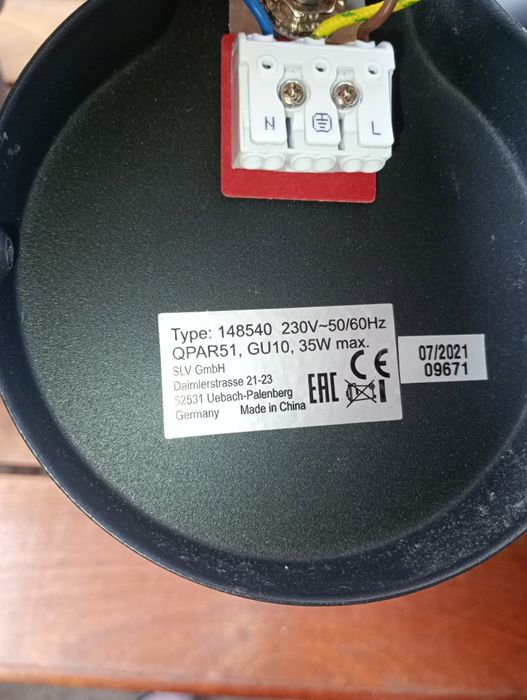 N L
Type: 148540 230V~50/60Hz
QPAR51, GU10, 35W max.
SLV GmbH
Daimlerstrasse 21-23
52531 Uebach-Palenberg
Germany Made in China
EAC CE
07/2021
09671